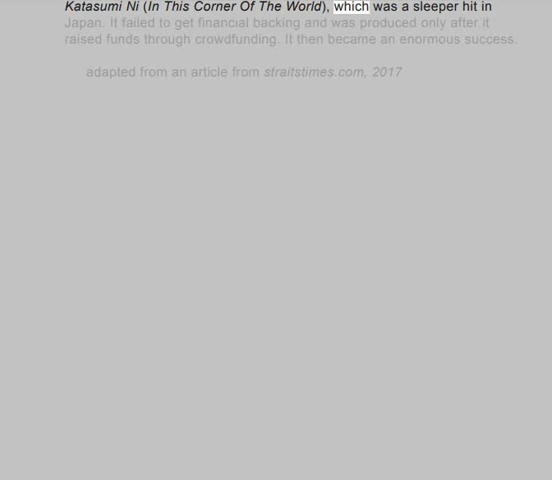 Katasumi Ni (In This Corner Of The World), which was a sleeper hit in
Japan. It failed to get financial backing and was produced only after it
raised funds through crowdfunding. It then became an enormous success.
adapted from an article from straitstimes.com, 2017